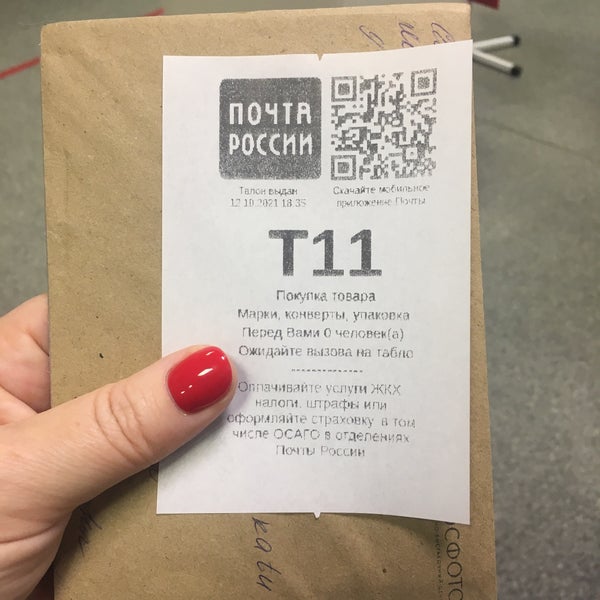 ПОЧТА
РОССИИ
Талон выдан
12.10.2021 18:35
Скачайте мобильное
приложение Почты
Т11
Покупка товара
Марки, конверты, упаковка
Перед Вами 0 человек(а)
Ожидайте вызова на табло
Оплачивайте услуги ЖКХ
налоги, штрафы или
оформляйте страховку в том
числе ОСАГО в отделениях
Почты России